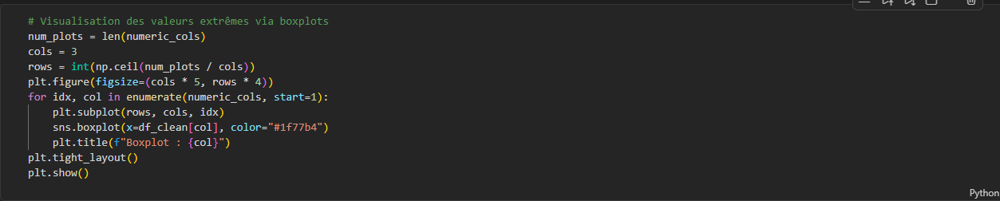 # Visualisation des valeurs extrêmes via boxplots
num_plots = len(numeric_cols)
cols = 3
rows = int(np.ceil(num_plots / cols))
plt.figure(figsize=(cols * 5, rows * 4))
for idx, col in enumerate(numeric_cols, start=1):
    plt.subplot(rows, cols, idx)
    sns.boxplot(x=df_clean[col], color="#1f77b4")
    plt.title(f"Boxplot : {col}")
plt.tight_layout()
plt.show()
Python